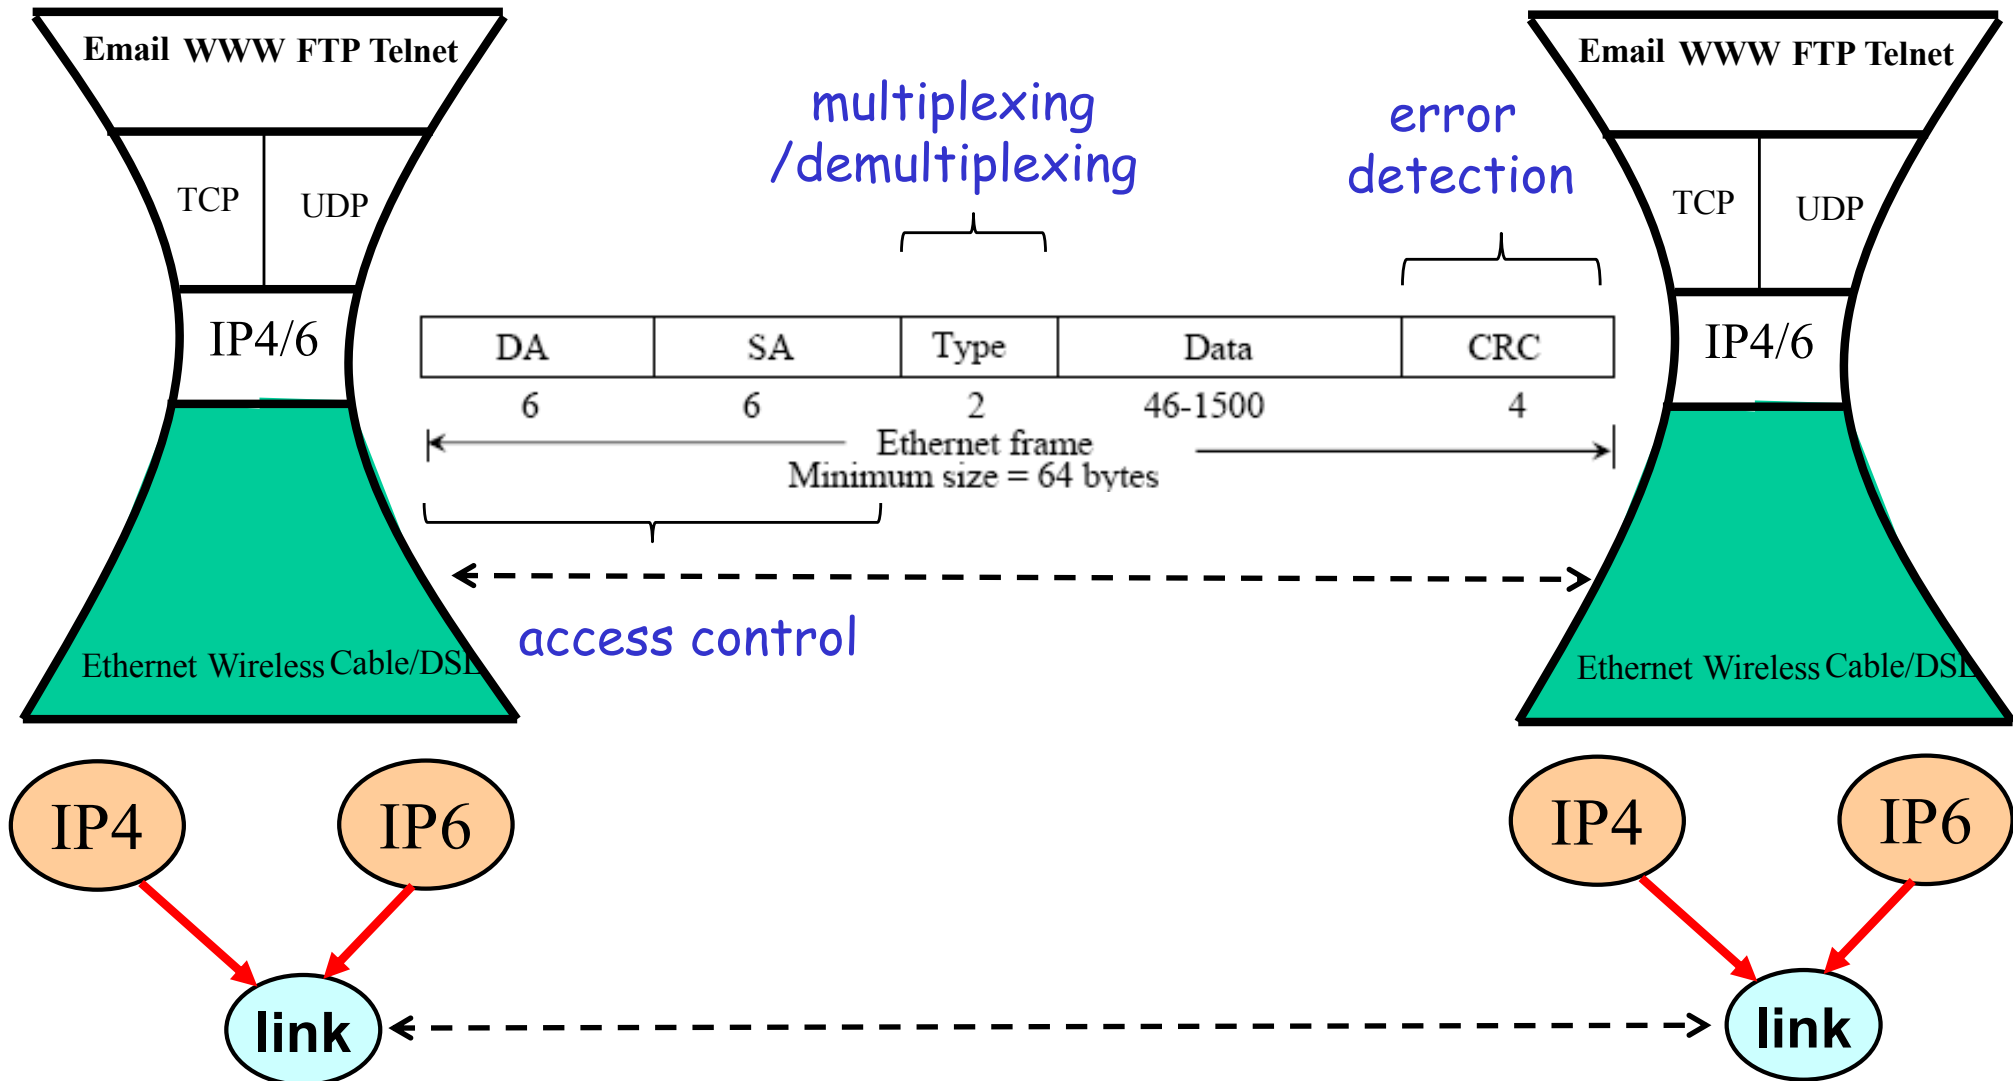 Email WWW FTP Telnet
TCP UDP
IP4/6
Ethernet Wireless Cable/DSL
multiplexing
/demultiplexing
error
detection
DA SA Type Data CRC
6 6 2 46-1500 4
Ethernet frame
Minimum size = 64 bytes
access control
Email WWW FTP Telnet
TCP UDP
IP4/6
Ethernet Wireless Cable/DSL
IP4 IP6
link
IP4 IP6
link